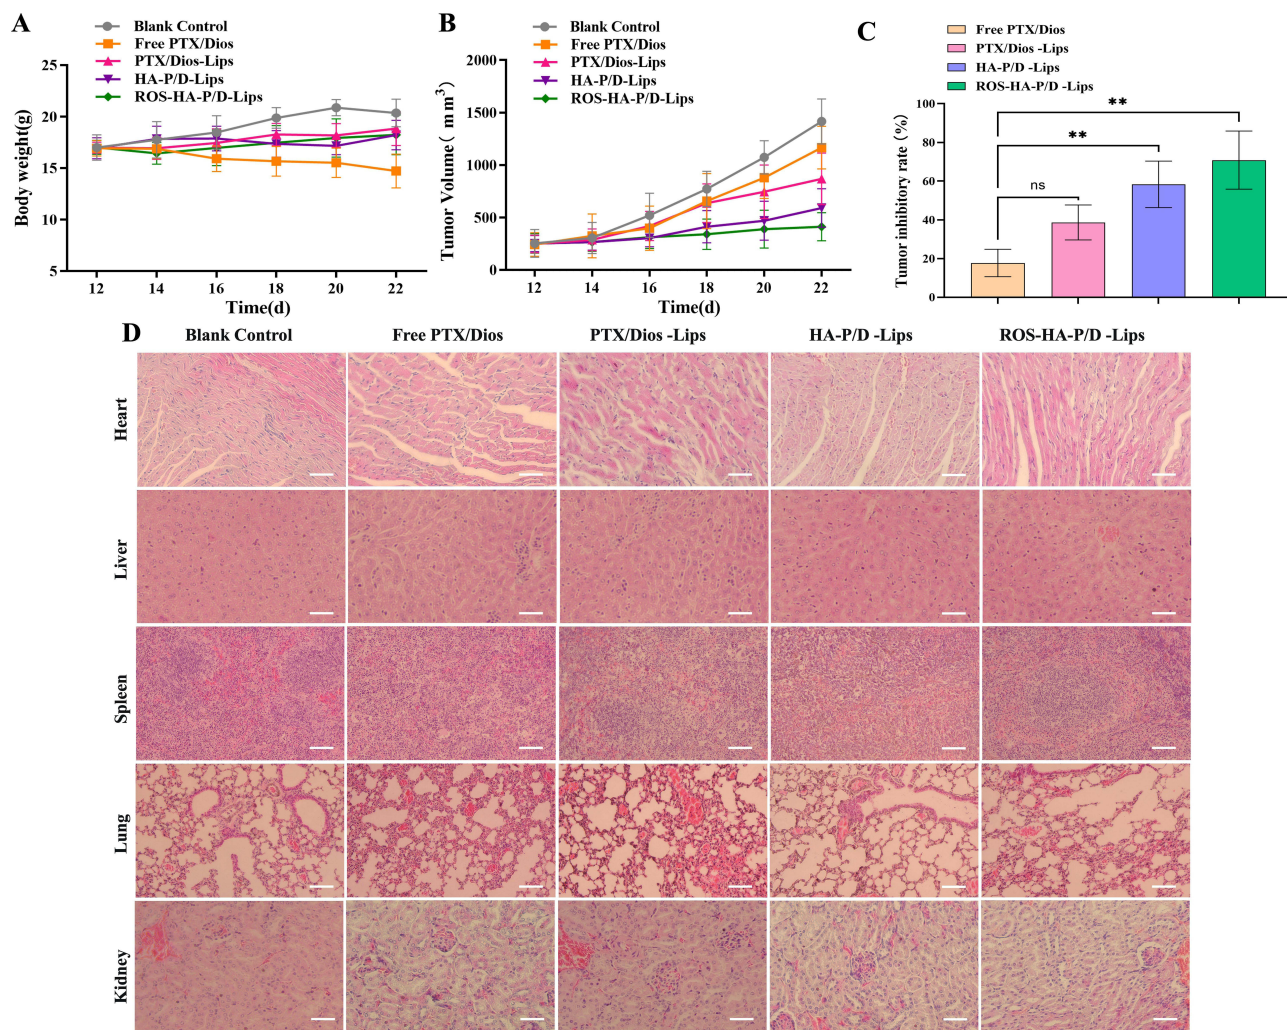 A
Blank Control
Free PTX/Dios
PTX/Dios-Lips
HA-P/D-Lips
ROS-HA-P/D-Lips
Body weight(g)
25
20
15
10
5
12 14 16 18 20 22
Time(d)
B
Blank Control
Free PTX/Dios
PTX/Dios-Lips
HA-P/D-Lips
ROS-HA-P/D-Lips
Tumor Volume( mm³)
2000
1500
1000
500
0
12 14 16 18 20 22
Time(d)
C
Free PTX/Dios
PTX/Dios -Lips
HA-P/D -Lips
ROS-HA-P/D -Lips
Tumor inhibitory rate (%)
100
80
60
40
20
0
**
**
ns
D
Blank Control Free PTX/Dios PTX/Dios -Lips HA-P/D -Lips ROS-HA-P/D -Lips
Heart
Liver
Spleen
Lung
Kidney